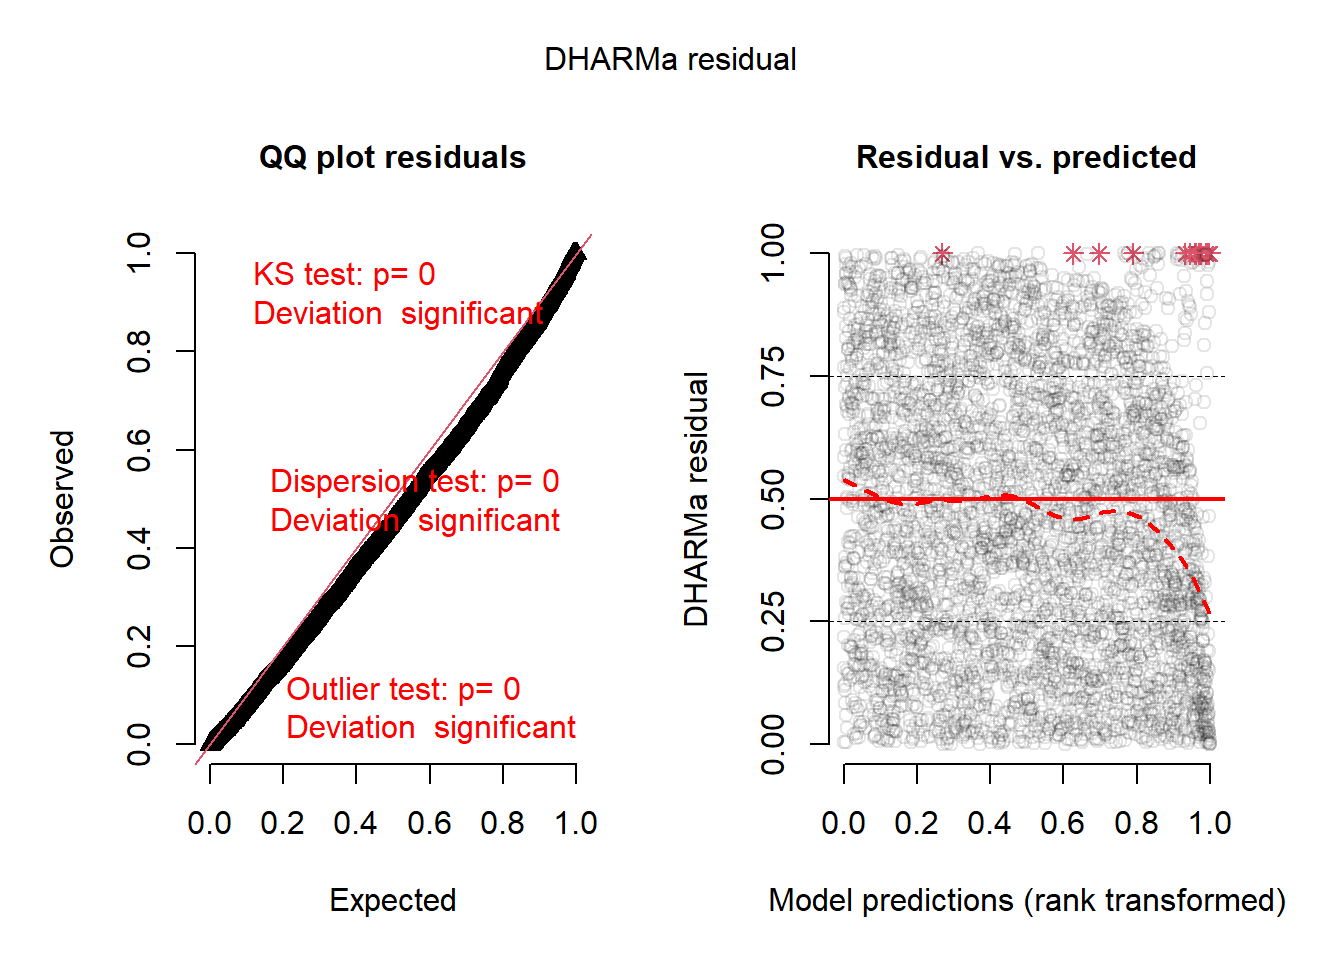 DHARMa residual
QQ plot residuals
KS test: p= 0
Deviation  significant
Dispersion test: p= 0
Deviation  significant
Outlier test: p= 0
Deviation  significant
Observed
0.0 0.2 0.4 0.6 0.8 1.0
0.0 0.2 0.4 0.6 0.8 1.0
Expected
Residual vs. predicted
DHARMa residual
0.00 0.25 0.50 0.75 1.00
0.0 0.2 0.4 0.6 0.8 1.0
Model predictions (rank transformed)